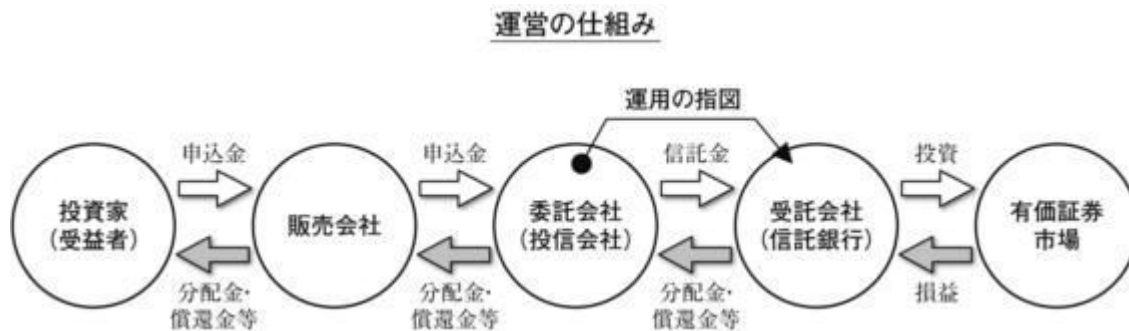 運営の仕組み
運用の指図
申込金
申込金
信託金
投資
投資家
(受益者)
販売会社
委託会社
(投信会社)
受託会社
(信託銀行)
有価証券
市場
分配金・
償還金等
分配金・
償還金等
分配金・
償還金等
損益